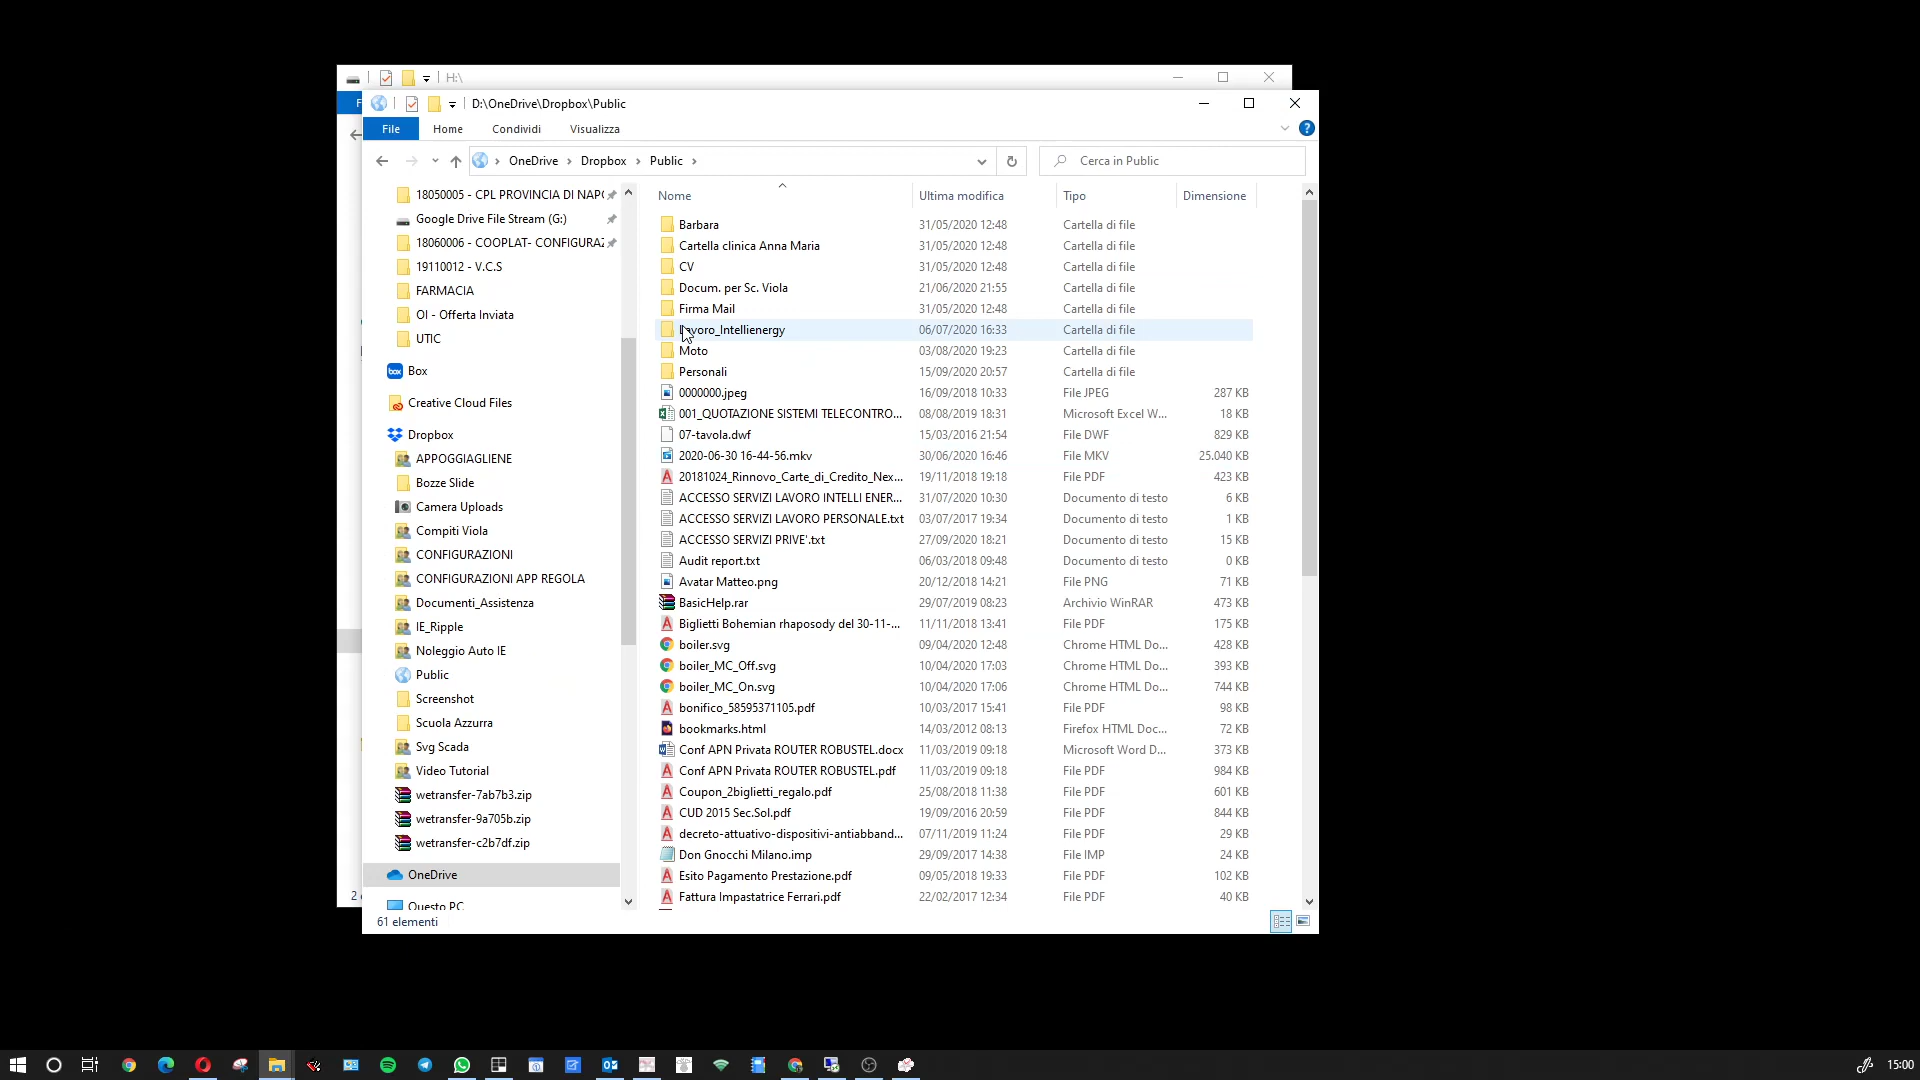 H:\
F
D:\OneDrive\Dropbox\Public
File Home Condividi Visualizza
OneDrive Dropbox Public
Cerca in Public
18050005 - CPL PROVINCIA DI NAP
Google Drive File Stream (G:)
18060006 - COOPLAT- CONFIGURAZ
19110012 - V.C.S
FARMACIA
OI - Offerta Inviata
UTIC
Box
Creative Cloud Files
Dropbox
APPOGGIAGLIENE
Bozze Slide
Camera Uploads
Compiti Viola
CONFIGURAZIONI
CONFIGURAZIONI APP REGOLA
Documenti_Assistenza
IE_Ripple
Noleggio Auto IE
Public
Screenshot
Scuola Azzurra
Svg Scada
Video Tutorial
wetransfer-7ab7b3.zip
wetransfer-9a705b.zip
wetransfer-c2b7df.zip
OneDrive
Questo PC
Nome Ultima modifica Tipo Dimensione
Barbara 31/05/2020 12:48 Cartella di file
Cartella clinica Anna Maria 31/05/2020 12:48 Cartella di file
CV 31/05/2020 12:48 Cartella di file
Docum. per Sc. Viola 21/06/2020 21:55 Cartella di file
Firma Mail 31/05/2020 12:48 Cartella di file
Lavoro_Intellienergy 06/07/2020 16:33 Cartella di file
Moto 03/08/2020 19:23 Cartella di file
Personali 15/09/2020 20:57 Cartella di file
0000000.jpeg 16/09/2018 10:33 File JPEG 287 KB
001_QUOTAZIONE SISTEMI TELECONTRO... 08/08/2019 18:31 Microsoft Excel W... 18 KB
07-tavola.dwf 15/03/2016 21:54 File DWF 829 KB
2020-06-30 16-44-56.mkv 30/06/2020 16:46 File MKV 25.040 KB
20181024_Rinnovo_Carte_di_Credito_Nex... 19/11/2018 19:18 File PDF 423 KB
ACCESSO SERVIZI LAVORO INTELLI ENER... 31/07/2020 10:30 Documento di testo 6 KB
ACCESSO SERVIZI LAVORO PERSONALE.txt 03/07/2017 19:34 Documento di testo 1 KB
ACCESSO SERVIZI PRIVE'.txt 27/09/2020 18:21 Documento di testo 15 KB
Audit report.txt 06/03/2018 09:48 Documento di testo 0 KB
Avatar Matteo.png 20/12/2018 14:21 File PNG 71 KB
BasicHelp.rar 29/07/2019 08:23 Archivio WinRAR 473 KB
Biglietti Bohemian rhapsody del 30-11-... 11/11/2018 13:41 File PDF 175 KB
boiler.svg 09/04/2020 12:48 Chrome HTML Do... 428 KB
boiler_MC_Off.svg 10/04/2020 17:03 Chrome HTML Do... 393 KB
boiler_MC_On.svg 10/04/2020 17:06 Chrome HTML Do... 744 KB
bonifico_58595371105.pdf 10/03/2017 15:41 File PDF 98 KB
bookmarks.html 14/03/2012 08:13 Firefox HTML Doc... 72 KB
Conf APN Privata ROUTER ROBUSTEL.docx 11/03/2019 09:18 Microsoft Word D... 373 KB
Conf APN Privata ROUTER ROBUSTEL.pdf 11/03/2019 09:18 File PDF 984 KB
Coupon_2biglietti_regalo.pdf 25/08/2018 11:38 File PDF 601 KB
CUD 2015 Sec.Sol.pdf 19/09/2016 20:59 File PDF 844 KB
decreto-attuativo-dispositivi-antiabband... 07/11/2019 11:24 File PDF 29 KB
Don Gnocchi Milano.imp 29/09/2017 14:38 File IMP 24 KB
Esito Pagamento Prestazione.pdf 09/05/2018 19:33 File PDF 102 KB
Fattura Impastatrice Ferrari.pdf 22/02/2017 12:34 File PDF 40 KB
2
61 elementi
15:00